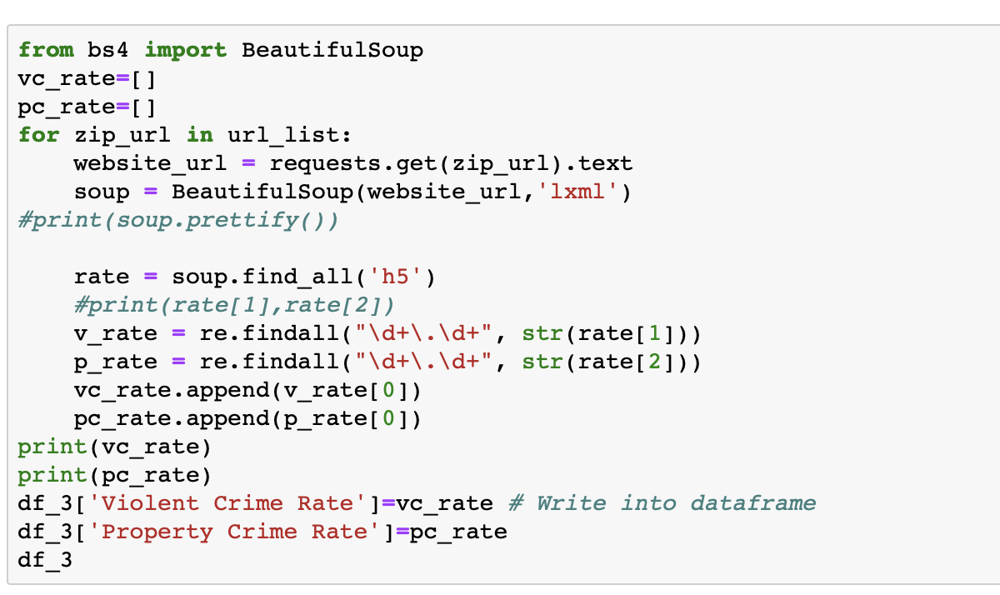 from bs4 import BeautifulSoup
vc_rate=[]
pc_rate=[]
for zip_url in url_list:
    website_url = requests.get(zip_url).text
    soup = BeautifulSoup(website_url,'lxml')
#print(soup.prettify())

    rate = soup.find_all('h5')
    #print(rate[1],rate[2])
    v_rate = re.findall("\d+\.\d+", str(rate[1]))
    p_rate = re.findall("\d+\.\d+", str(rate[2]))
    vc_rate.append(v_rate[0])
    pc_rate.append(p_rate[0])
print(vc_rate)
print(pc_rate)
df_3['Violent Crime Rate']=vc_rate # Write into dataframe
df_3['Property Crime Rate']=pc_rate
df_3